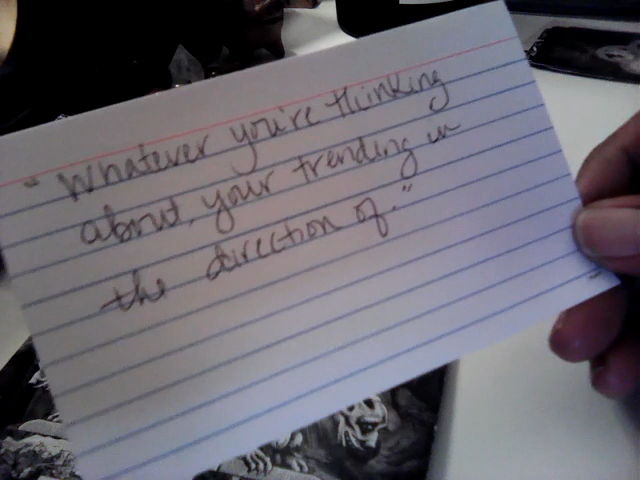 "Whatever you're thinking
about, your trending in
the direction of."